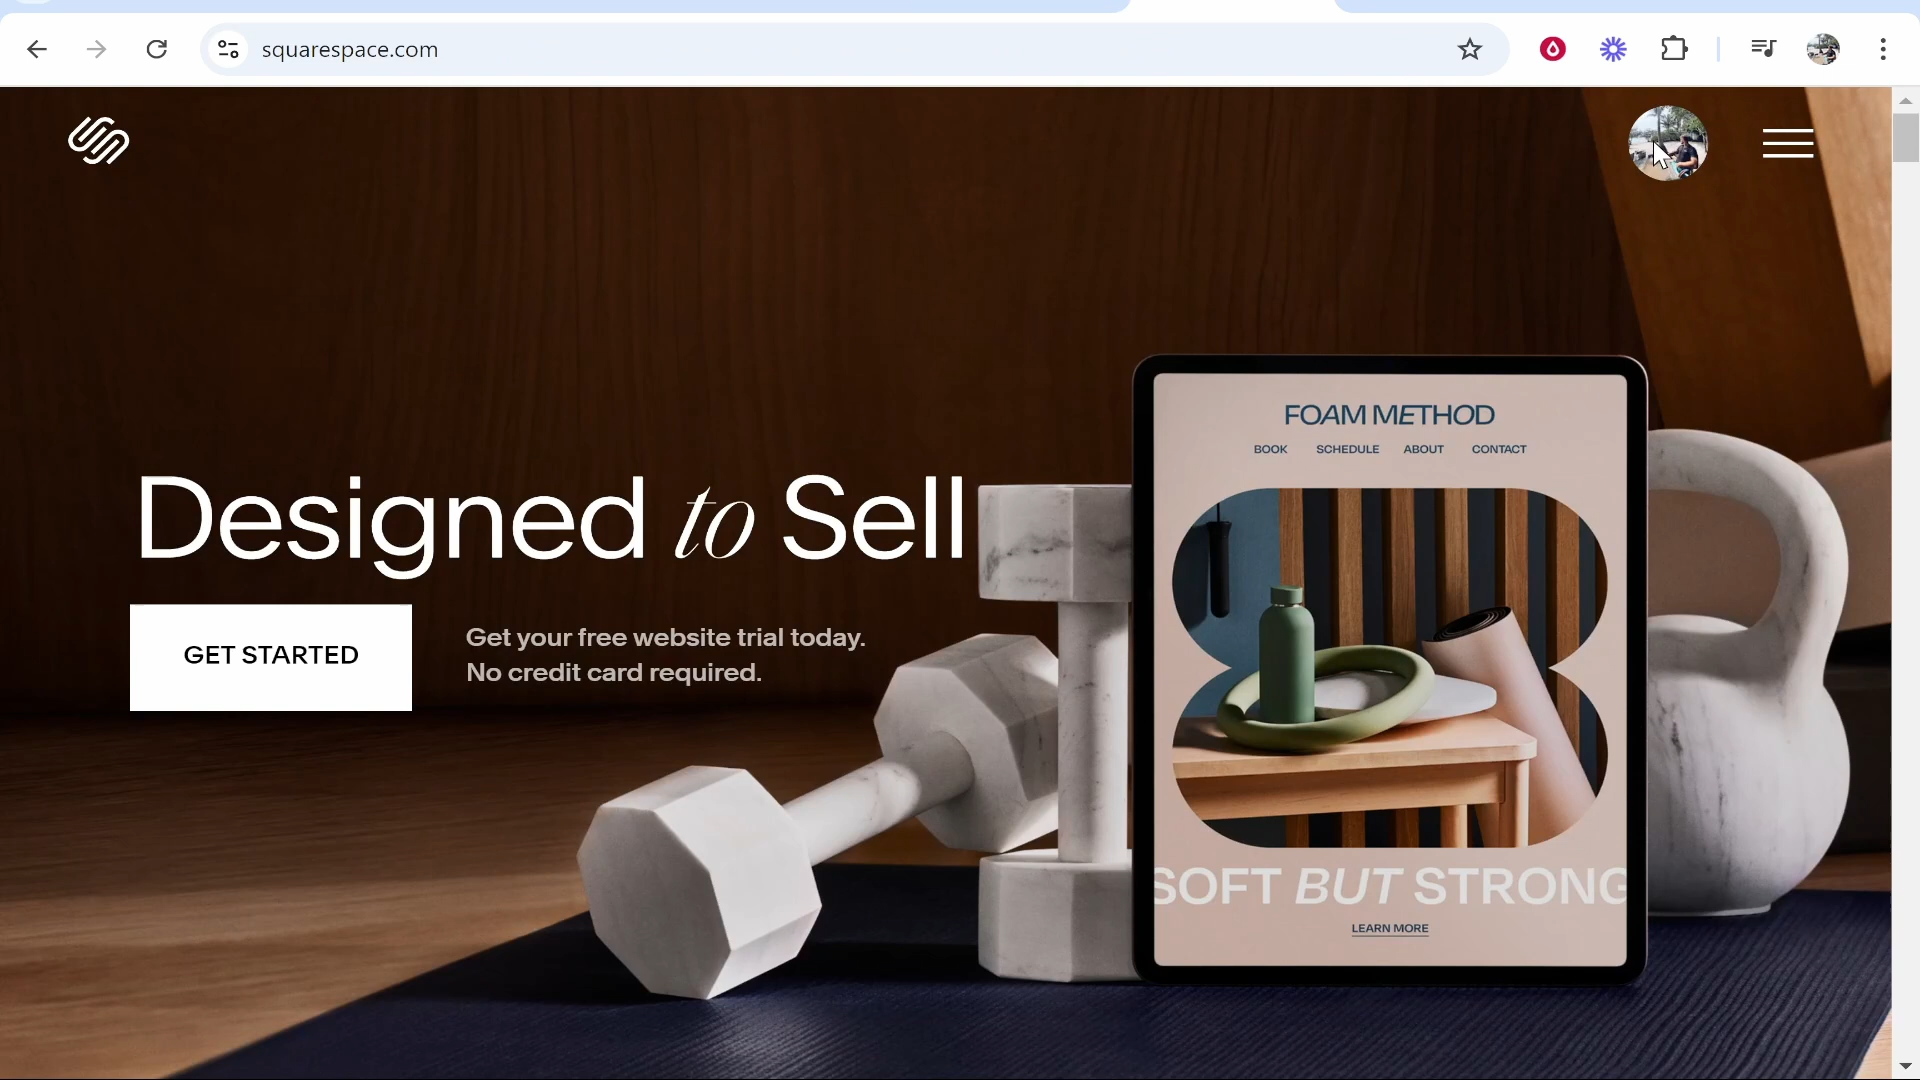 squarespace.com
Designed to Sell
GET STARTED
Get your free website trial today.
No credit card required.
FOAM METHOD
BOOK SCHEDULE ABOUT CONTACT
SOFT BUT STRONG
LEARN MORE